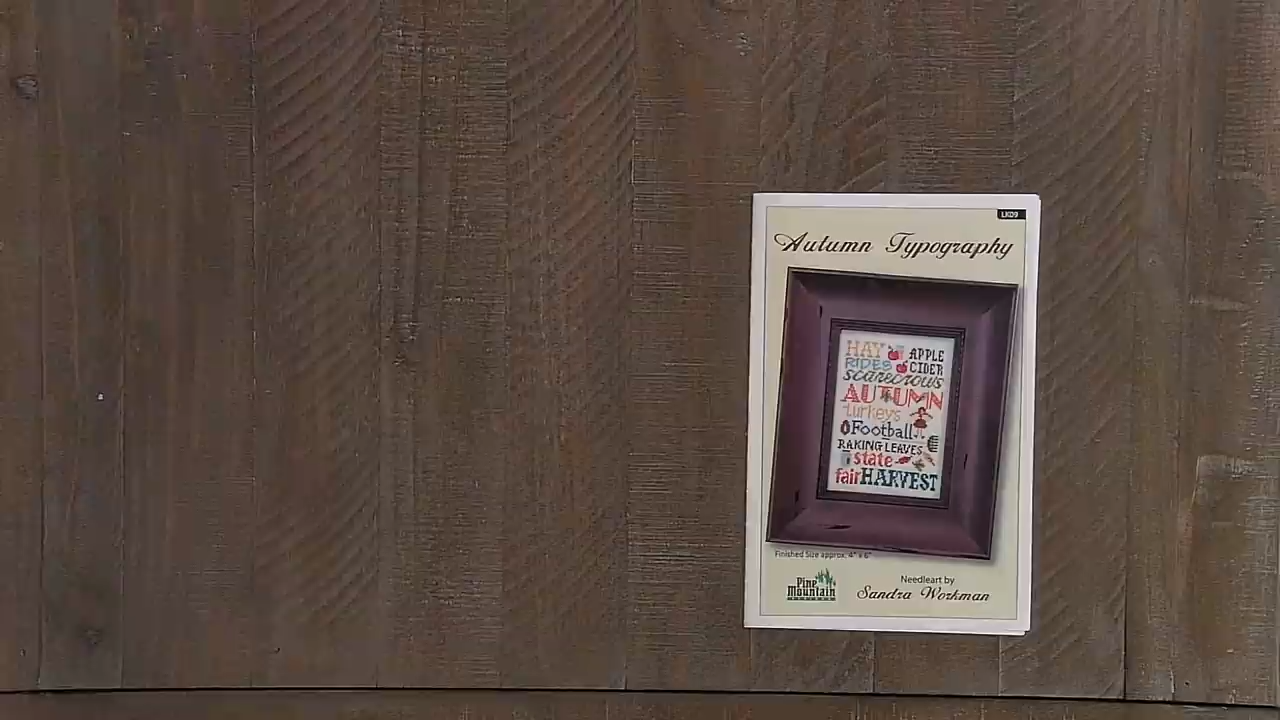 LK09
Autumn Typography
HAY APPLE
RIDES CIDER
scarecrows
AUTUMN
turkeys
Football
RAKING LEAVES
state
fair HARVEST
Finished Size approx. 4" x 6"
Pine
Mountain
Needleart by
Sandra Workman